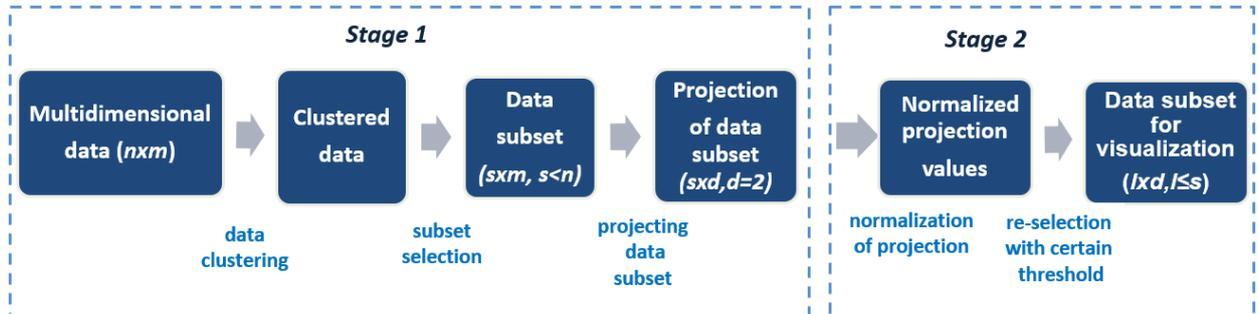 Stage 1
Multidimensional
data (nxm)
Clustered
data
Data
subset
(sxm, s<n)
Projection
of data
subset
(sxd,d=2)
data
clustering
subset
selection
projecting
data
subset
Stage 2
Normalized
projection
values
Data subset
for
visualization
(lxd,l≤s)
normalization
of projection
re-selection
with certain
threshold